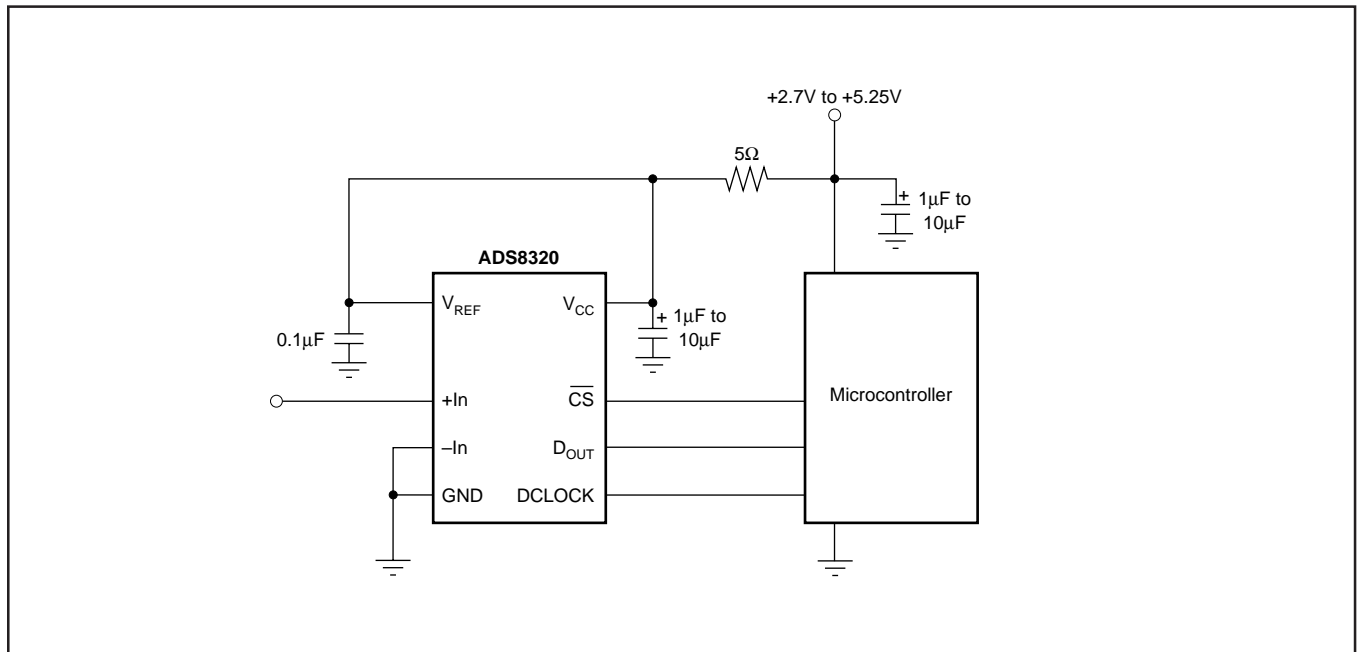 +2.7V to +5.25V
5Ω
+ 1µF to
10µF
ADS8320
V_REF
V_CC
0.1µF
+ 1µF to
10µF
+In
C̅S̅
Microcontroller
–In
D_OUT
GND
DCLOCK